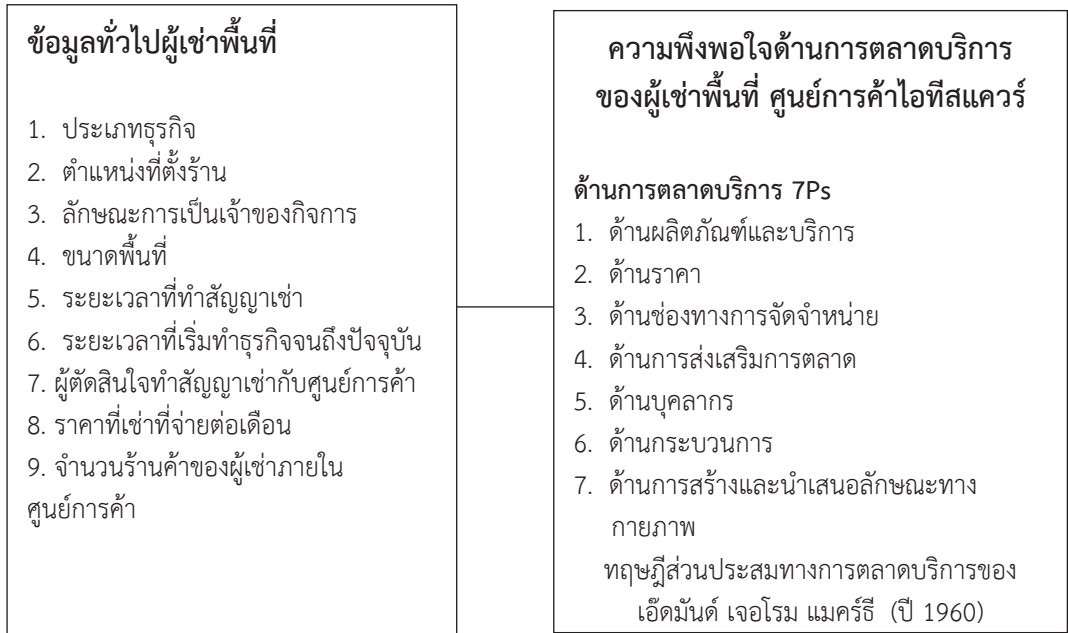 ข้อมูลทั่วไปผู้เช่าพื้นที่
1. ประเภทธุรกิจ
2. ตำแหน่งที่ตั้งร้าน
3. ลักษณะการเป็นเจ้าของกิจการ
4. ขนาดพื้นที่
5. ระยะเวลาที่ทำสัญญาเช่า
6. ระยะเวลาที่เริ่มทำธุรกิจจนถึงปัจจุบัน
7. ผู้ตัดสินใจทำสัญญาเช่ากับศูนย์การค้า
8. ราคาที่เช่าที่จ่ายต่อเดือน
9. จำนวนร้านค้าของผู้เช่าภายใน
ศูนย์การค้า
ความพึงพอใจด้านการตลาดบริการ
ของผู้เช่าพื้นที่ ศูนย์การค้าไอทีสแควร์
ด้านการตลาดบริการ 7Ps
1. ด้านผลิตภัณฑ์และบริการ
2. ด้านราคา
3. ด้านช่องทางการจัดจำหน่าย
4. ด้านการส่งเสริมการตลาด
5. ด้านบุคลากร
6. ด้านกระบวนการ
7. ด้านการสร้างและนำเสนอลักษณะทาง
กายภาพ
ทฤษฎีส่วนประสมทางการตลาดบริการของ
เอ็ดมันด์ เจอโรม แมคร์ธี (ปี 1960)